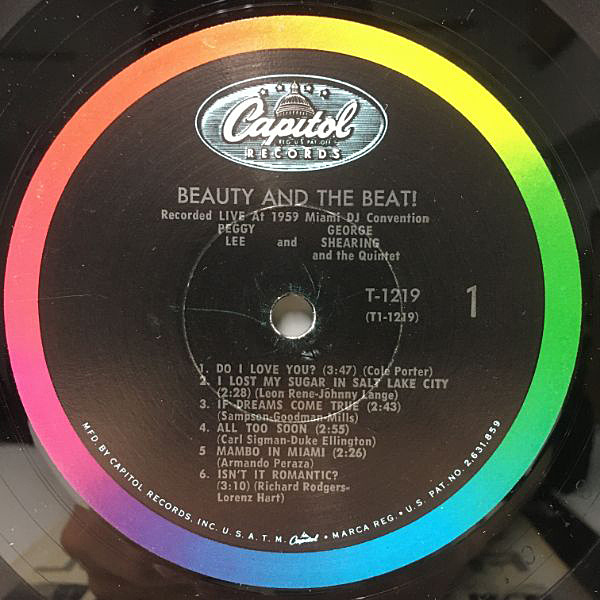 Capitol
REG. U.S. PAT. OFF.
RECORDS
BEAUTY AND THE BEAT!
Recorded LIVE At 1959 Miami DJ Convention
PEGGY GEORGE
LEE and SHEARING
and the Quintet
T-1219 1
(T1-1219)
1. DO I LOVE YOU? (3:47) (Cole Porter)
2. I LOST MY SUGAR IN SALT LAKE CITY
(2:28) (Leon Rene-Johnny Lange)
3. IF DREAMS COME TRUE (2:43)
(Sampson-Goodman-Mills)
4. ALL TOO SOON (2:55)
(Carl Sigman-Duke Ellington)
5 MAMBO IN MIAMI (2:26)
(Armando Peraza)
6. ISN'T IT ROMANTIC?
(3:10) (Richard Rodgers-
Lorenz Hart)
MFD. BY CAPITOL RECORDS, INC. U.S.A. T.M. Capitol • MARCA REG. • U.S. PAT. NO. 2,631,859